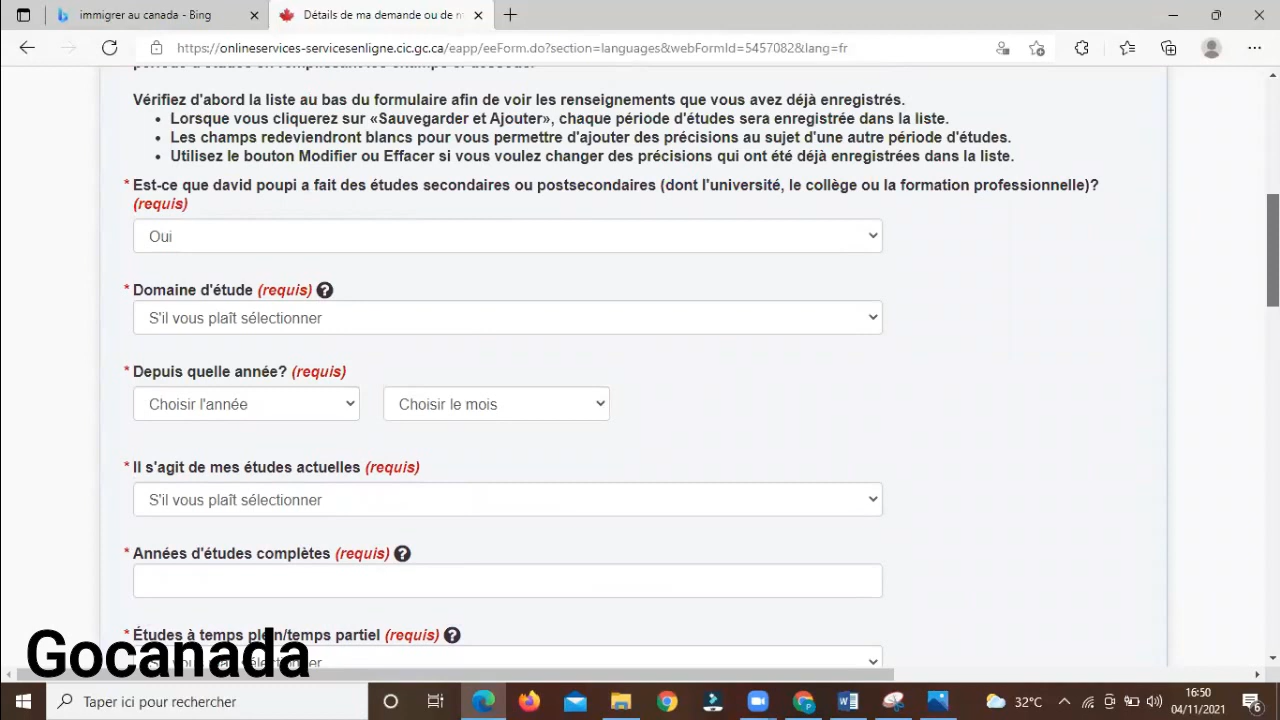 immigrer au canada - Bing
Détails de ma demande ou de n
https://onlineservices-servicesenligne.cic.gc.ca/eapp/eeForm.do?section=languages&webFormId=5457082&lang=fr
Vérifiez d'abord la liste au bas du formulaire afin de voir les renseignements que vous avez déjà enregistrés.
• Lorsque vous cliquerez sur «Sauvegarder et Ajouter», chaque période d'études sera enregistrée dans la liste.
• Les champs redeviendront blancs pour vous permettre d'ajouter des précisions au sujet d'une autre période d'études.
• Utilisez le bouton Modifier ou Effacer si vous voulez changer des précisions qui ont été déjà enregistrées dans la liste.
* Est-ce que david poupi a fait des études secondaires ou postsecondaires (dont l'université, le collège ou la formation professionnelle)?
(requis)
Oui
* Domaine d'étude (requis) ?
S'il vous plaît sélectionner
* Depuis quelle année? (requis)
Choisir l'année
Choisir le mois
* Il s'agit de mes études actuelles (requis)
S'il vous plaît sélectionner
* Années d'études complètes (requis) ?
* Études à temps plein/temps partiel (requis) ?
Gocanada
Taper ici pour rechercher
32°C
16:50
04/11/2021
6